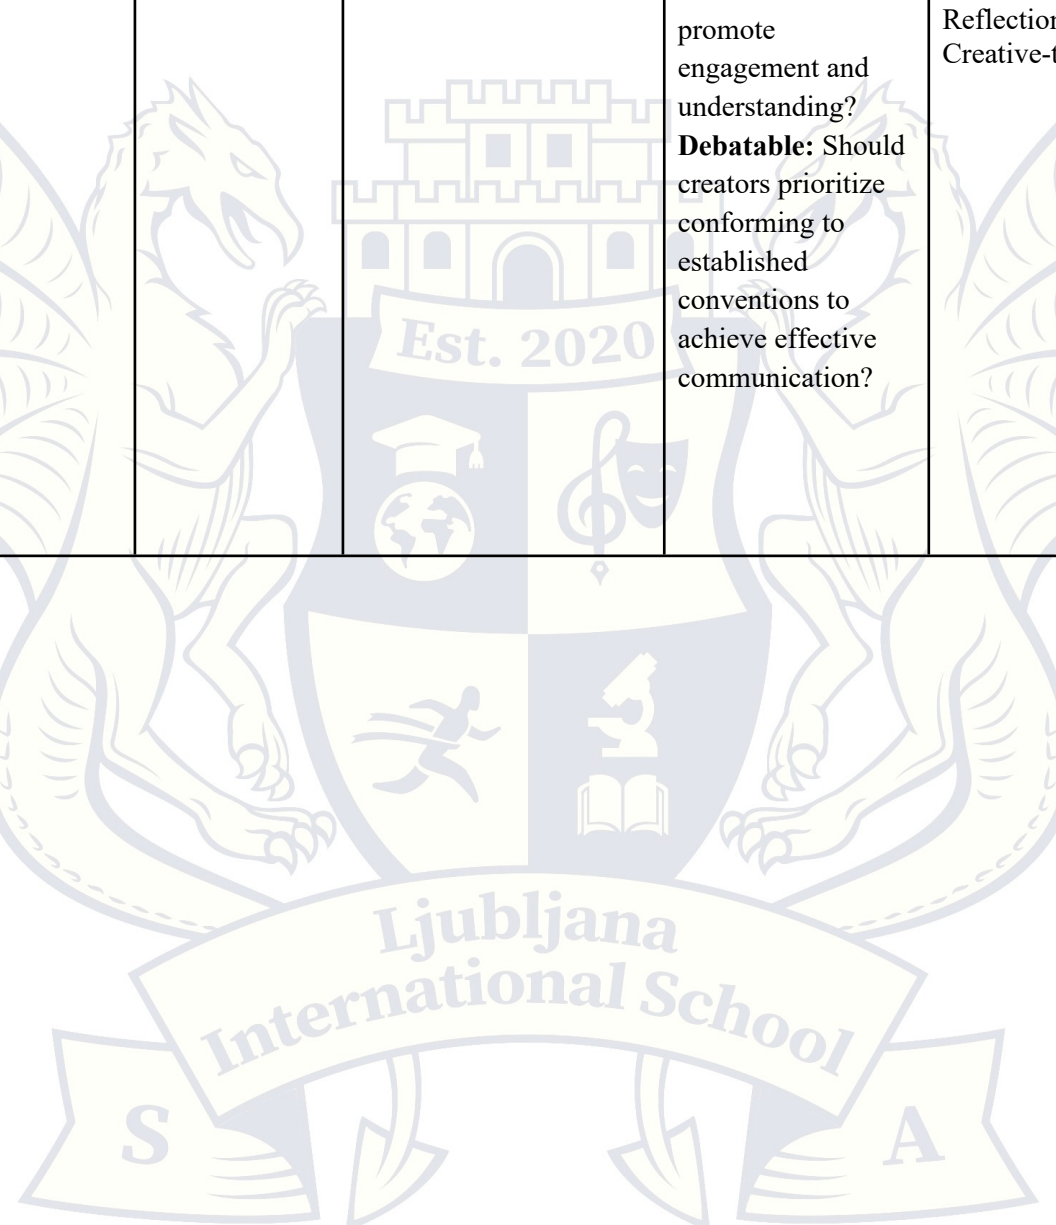 promote
engagement and
understanding?
Debatable: Should
creators prioritize
conforming to
established
conventions to
achieve effective
communication?
Reflection
Est. 2020
Ljubljana
International School
S
A